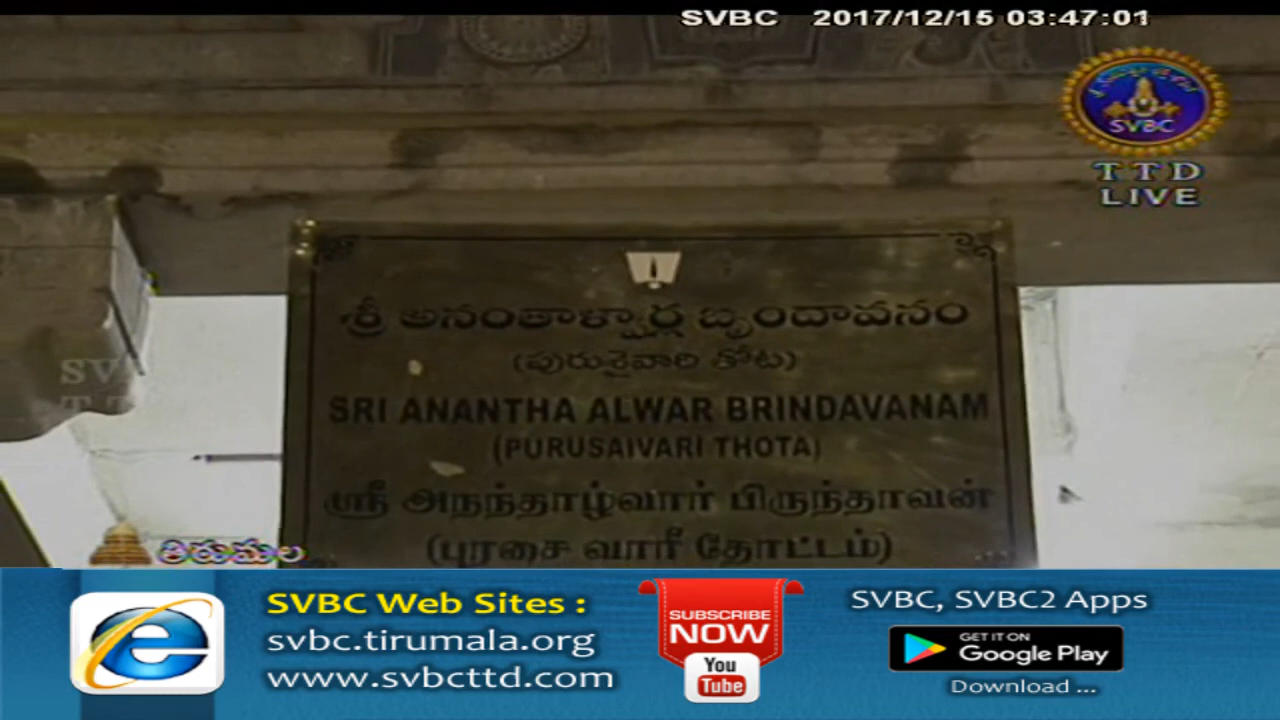 SVBC 2017/12/15 03:47:01
SVBC
TTD
LIVE
శ్రీ అనంతాళ్వార్ల బృందావనం
(పురుశైవారి తోట)
SRI ANANTHA ALWAR BRINDAVANAM
(PURUSAIVARI THOTA)
ஸ்ரீ அநந்தாழ்வார் பிருந்தாவன்
(புரசை வாரீ தோட்டம்)
తిరుమల
SVBC Web Sites :
svbc.tirumala.org
www.svbcttd.com
SUBSCRIBE
NOW
You
Tube
SVBC, SVBC2 Apps
GET IT ON
Google Play
Download ...